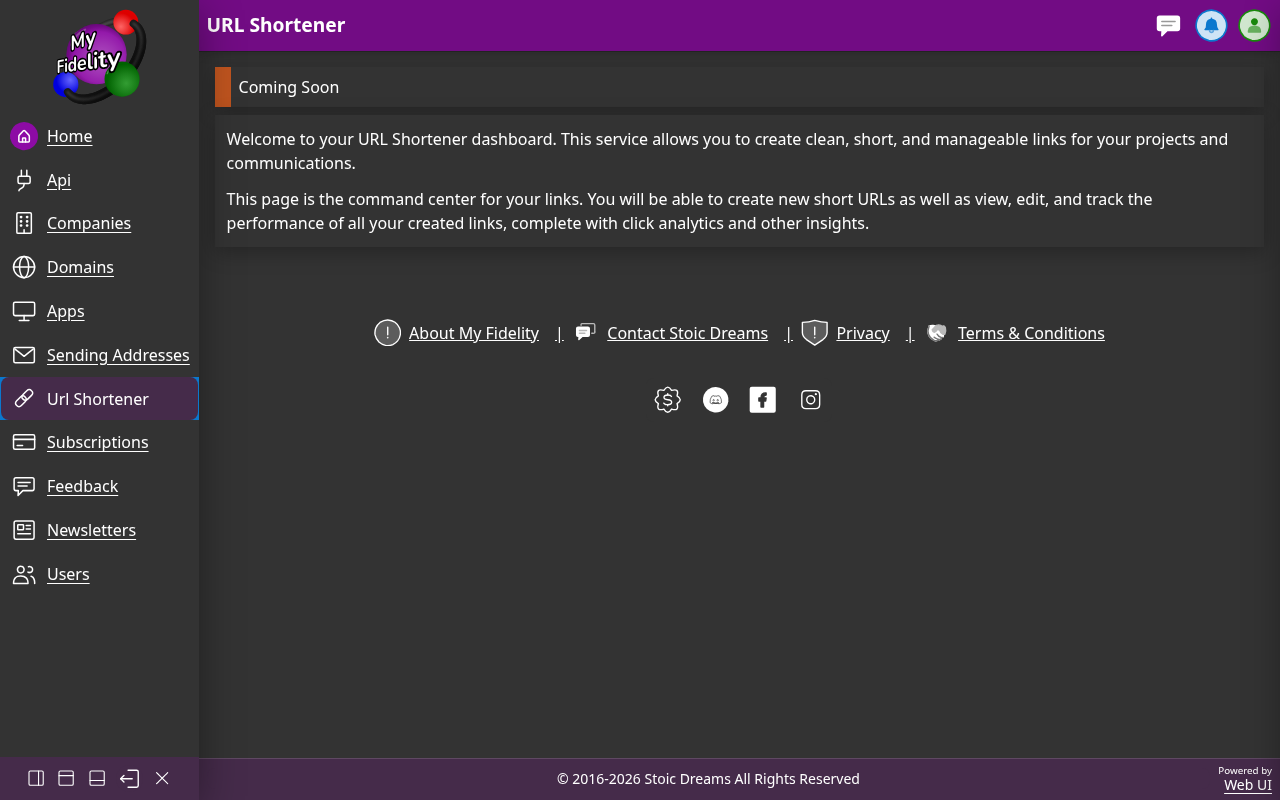 My
Fidelity
URL Shortener
Home
Api
Companies
Domains
Apps
Sending Addresses
Url Shortener
Subscriptions
Feedback
Newsletters
Users
Coming Soon
Welcome to your URL Shortener dashboard. This service allows you to create clean, short, and manageable links for your projects and
communications.
This page is the command center for your links. You will be able to create new short URLs as well as view, edit, and track the
performance of all your created links, complete with click analytics and other insights.
About My Fidelity | Contact Stoic Dreams | Privacy | Terms & Conditions
© 2016-2026 Stoic Dreams All Rights Reserved
Powered by
Web UI